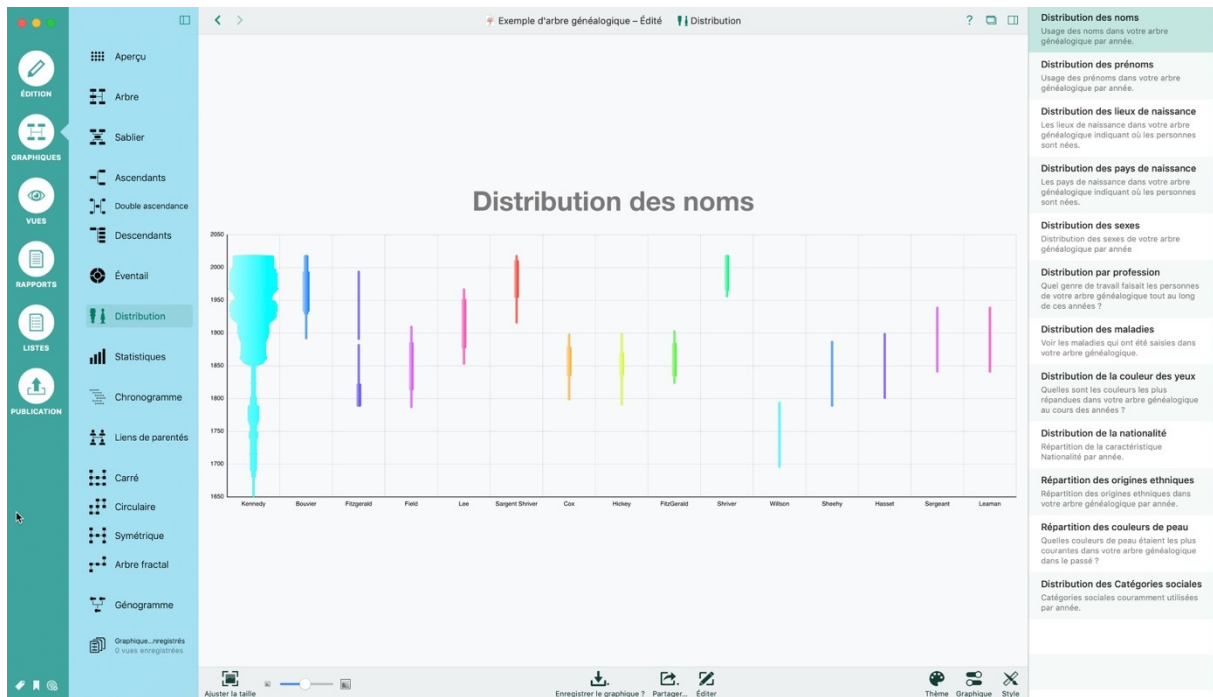 Exemple d'arbre généalogique – Édité
Distribution
?
ÉDITION
GRAPHIQUES
VUES
RAPPORTS
LISTES
PUBLICATION
Aperçu
Arbre
Sablier
Ascendants
Double ascendance
Descendants
Éventail
Distribution
Statistiques
Chronogramme
Liens de parentés
Carré
Circulaire
Symétrique
Arbre fractal
Génogramme
Graphique...nregistrés
0 vues enregistrées
Distribution des noms
2050
2000
1950
1900
1850
1800
1750
1700
1650
Kennedy Bouvier Fitzgerald Field Lee Sargent Shriver Cox Hickey FitzGerald Shriver Wilson Sheehy Hasset Sergeant Leaman
Ajuster la taille
Enregistrer le graphique ? Partager... Éditer
Thème Graphique Style
Distribution des noms
Usage des noms dans votre arbre
généalogique par année.
Distribution des prénoms
Usage des prénoms dans votre arbre
généalogique par année.
Distribution des lieux de naissance
Les lieux de naissance dans votre arbre
généalogique indiquant où les personnes
sont nées.
Distribution des pays de naissance
Les pays de naissance dans votre arbre
généalogique indiquant où les personnes
sont nées.
Distribution des sexes
Distribution des sexes de votre arbre
généalogique par année
Distribution par profession
Quel genre de travail faisait les personnes
de votre arbre généalogique tout au long
de ces années ?
Distribution des maladies
Voir les maladies qui ont été saisies dans
votre arbre généalogique.
Distribution de la couleur des yeux
Quelles sont les couleurs les plus
répandues dans votre arbre généalogique
au cours des années ?
Distribution de la nationalité
Répartition de la caractéristique
Nationalité par année.
Répartition des origines ethniques
Répartition des origines ethniques dans
votre arbre généalogique par année.
Répartition des couleurs de peau
Quelles couleurs de peau étaient les plus
courantes dans votre arbre généalogique
dans le passé ?
Distribution des Catégories sociales
Catégories sociales couramment utilisées
par année.